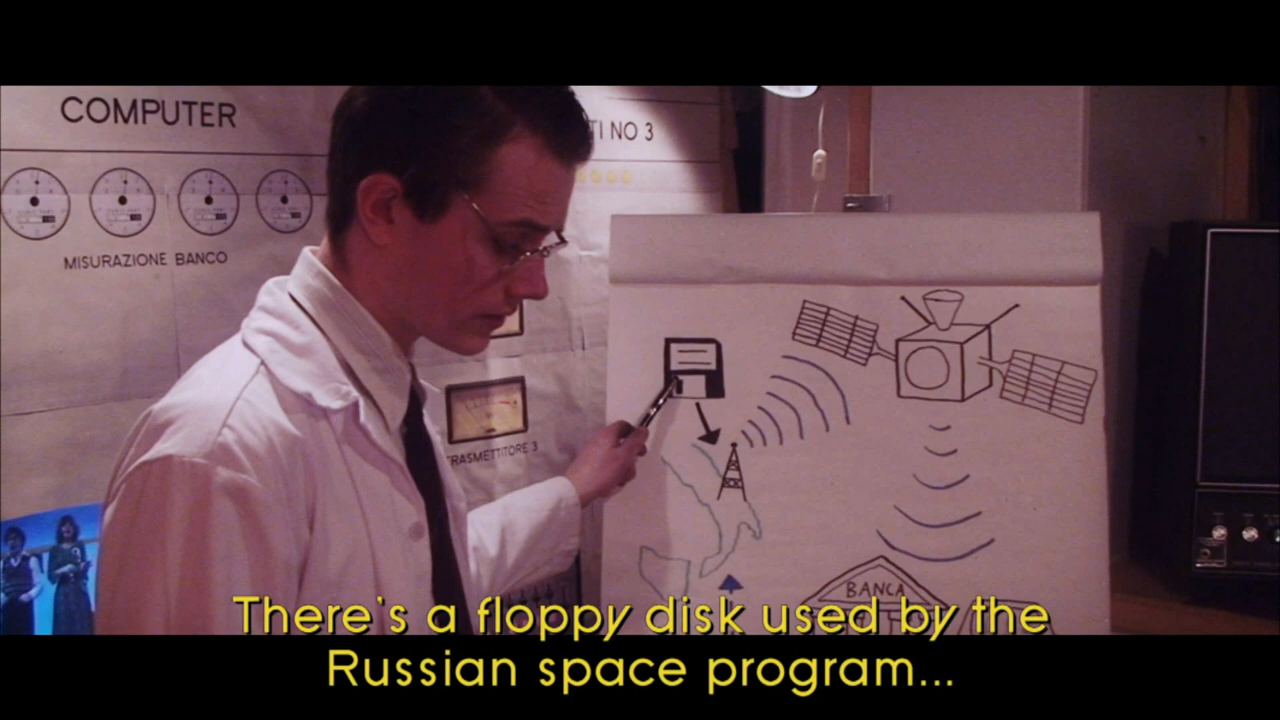 COMPUTER
TI NO 3
MISURAZIONE BANCO
TRASMETTITORE 3
BANCA
There's a floppy disk used by the
Russian space program...